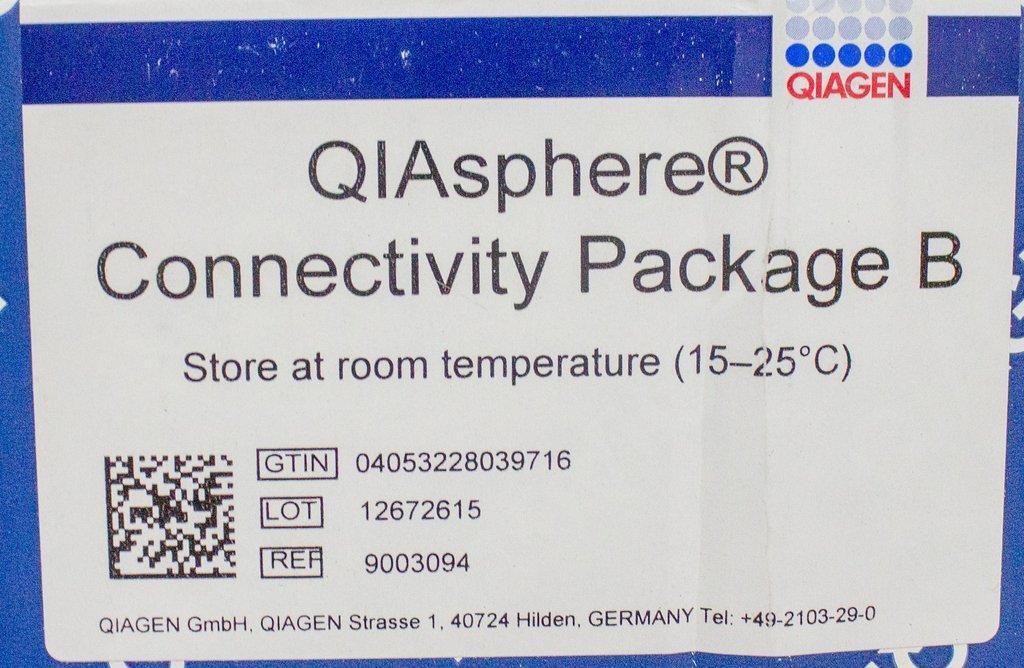 QIAGEN
QIAsphere®
Connectivity Package B
Store at room temperature (15–25°C)
GTIN 04053228039716
LOT 12672615
REF 9003094
QIAGEN GmbH, QIAGEN Strasse 1, 40724 Hilden, GERMANY Tel: +49-2103-29-0